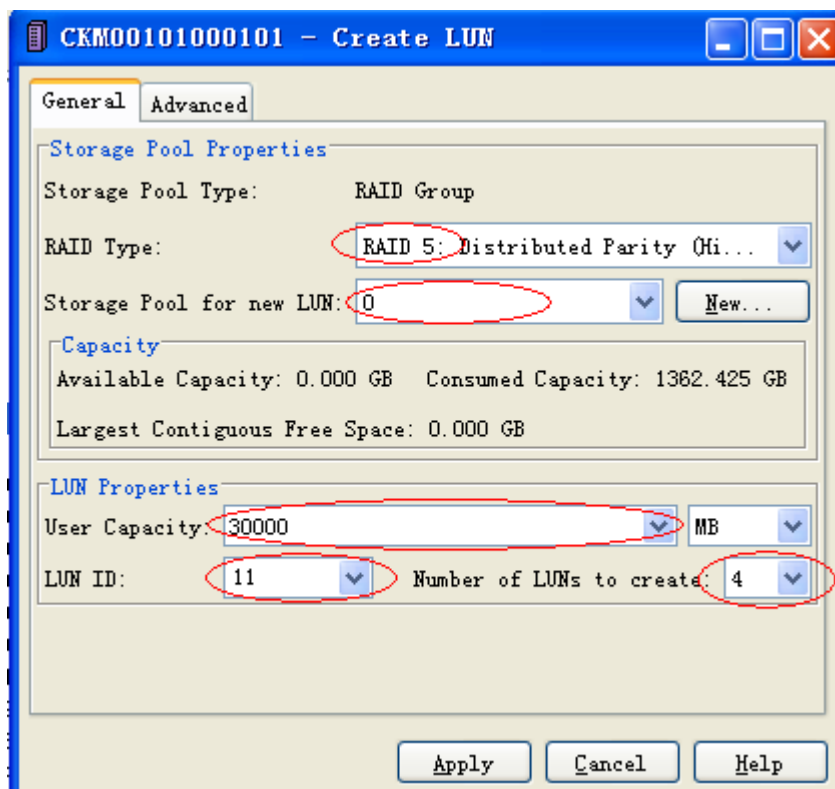 CKM00101000101 - Create LUN
General Advanced
Storage Pool Properties
Storage Pool Type: RAID Group
RAID Type: RAID 5: Distributed Parity (Hi...
Storage Pool for new LUN: 0 New...
Capacity
Available Capacity: 0.000 GB Consumed Capacity: 1362.425 GB
Largest Contiguous Free Space: 0.000 GB
LUN Properties
User Capacity: 30000 MB
LUN ID: 11 Number of LUNs to create: 4
Apply Cancel Help